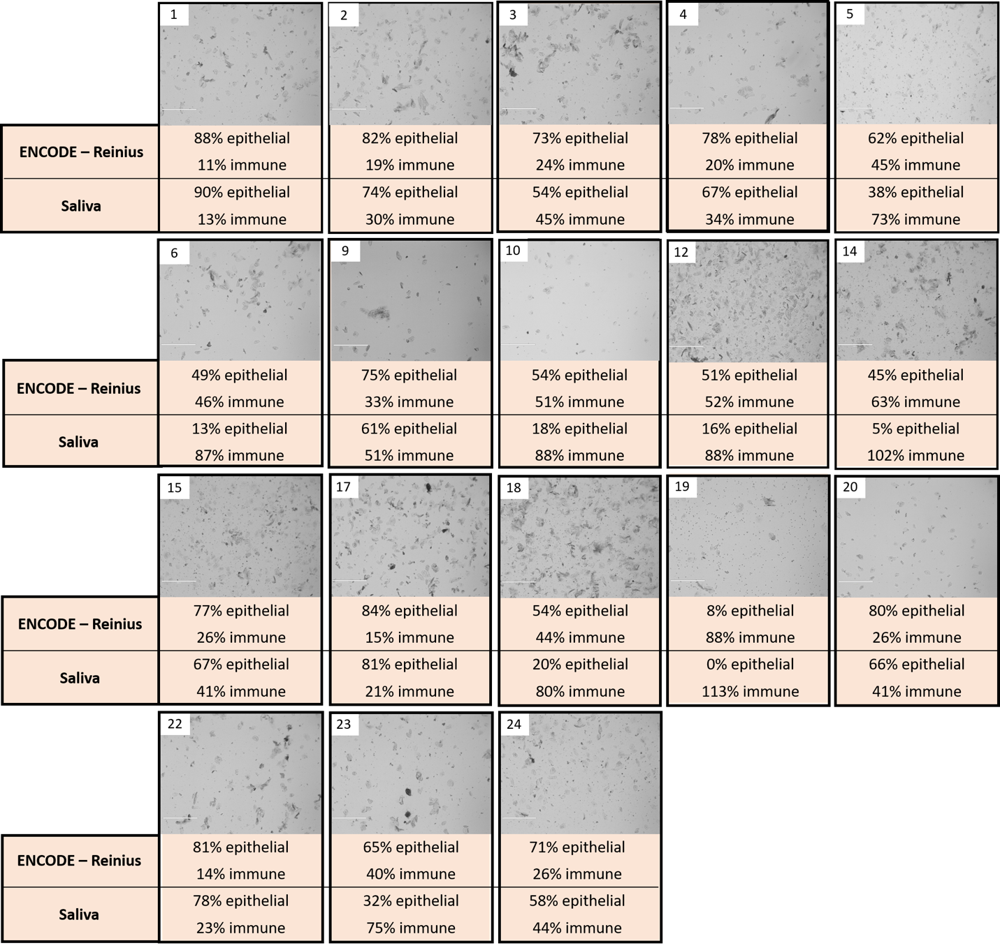 1 2 3 4 5
ENCODE – Reinius 88% epithelial 82% epithelial 73% epithelial 78% epithelial 62% epithelial
11% immune 19% immune 24% immune 20% immune 45% immune
Saliva 90% epithelial 74% epithelial 54% epithelial 67% epithelial 38% epithelial
13% immune 30% immune 45% immune 34% immune 73% immune
6 9 10 12 14
ENCODE – Reinius 49% epithelial 75% epithelial 54% epithelial 51% epithelial 45% epithelial
46% immune 33% immune 51% immune 52% immune 63% immune
Saliva 13% epithelial 61% epithelial 18% epithelial 16% epithelial 5% epithelial
87% immune 51% immune 88% immune 88% immune 102% immune
15 17 18 19 20
ENCODE – Reinius 77% epithelial 84% epithelial 54% epithelial 8% epithelial 80% epithelial
26% immune 15% immune 44% immune 88% immune 26% immune
Saliva 67% epithelial 81% epithelial 20% epithelial 0% epithelial 66% epithelial
41% immune 21% immune 80% immune 113% immune 41% immune
22 23 24
ENCODE – Reinius 81% epithelial 65% epithelial 71% epithelial
14% immune 40% immune 26% immune
Saliva 78% epithelial 32% epithelial 58% epithelial
23% immune 75% immune 44% immune